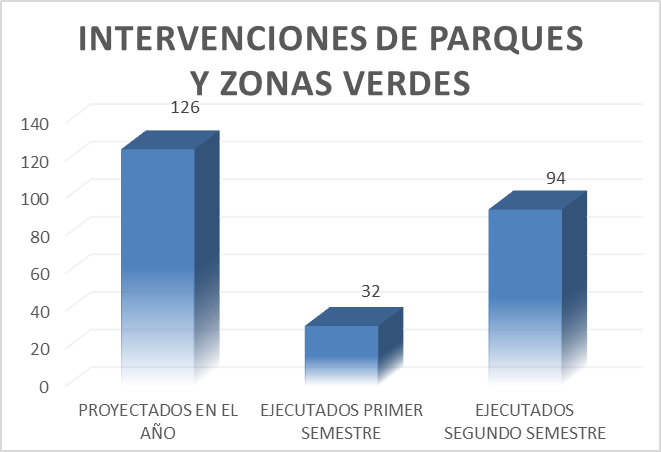 INTERVENCIONES DE PARQUES
Y ZONAS VERDES
126
140
120
100
80
60
40
20
0
32
94
PROYECTADOS EN EL
AÑO
EJECUTADOS PRIMER
SEMESTRE
EJECUTADOS
SEGUNDO SEMESTRE